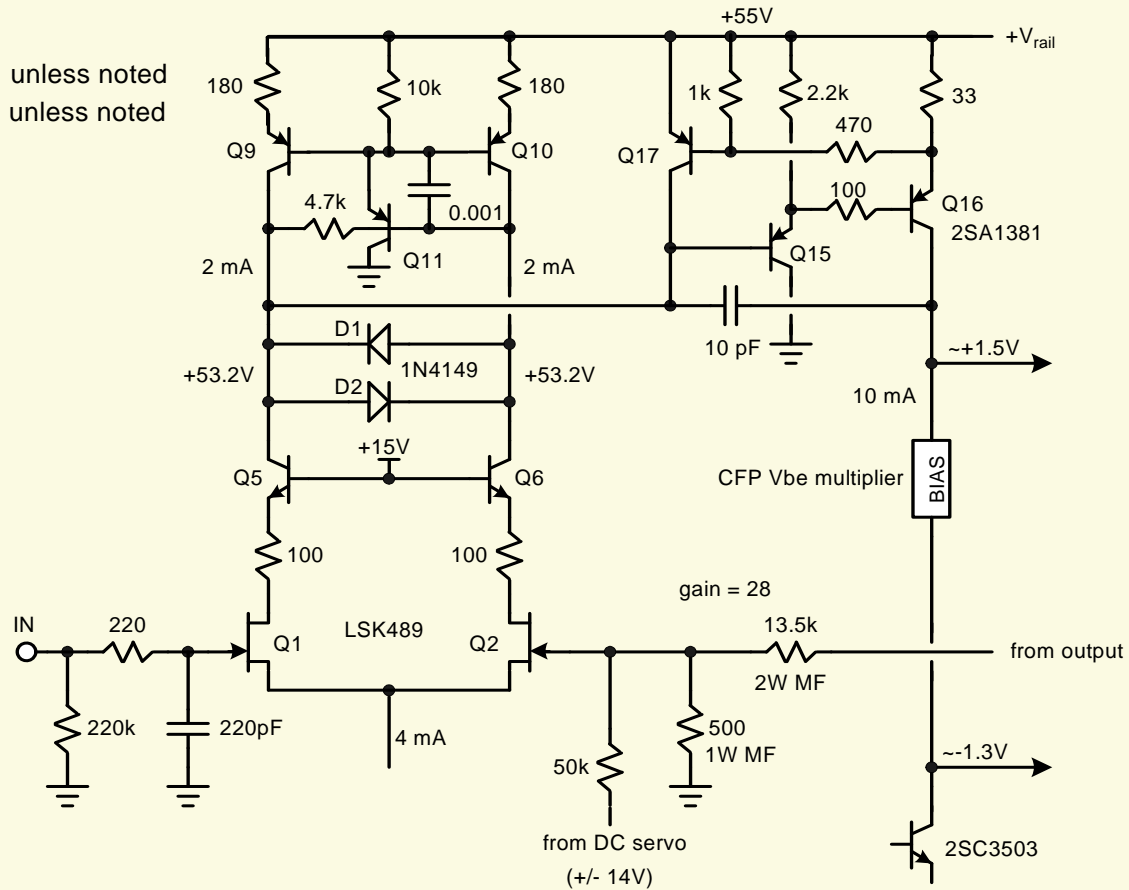 +55V
+Vrail
unless noted
unless noted
180
10k
180
1k
2.2k
33
470
Q9
Q10
Q17
4.7k
0.001
100
Q16
2SA1381
Q11
Q15
2 mA
2 mA
D1
1N4149
10 pF
~+1.5V
+53.2V
+53.2V
D2
10 mA
+15V
Q5
Q6
CFP Vbe multiplier
BIAS
100
100
gain = 28
IN
220
Q1
LSK489
Q2
13.5k
from output
2W MF
220k
220pF
4 mA
500
1W MF
50k
~-1.3V
from DC servo
(+/- 14V)
2SC3503